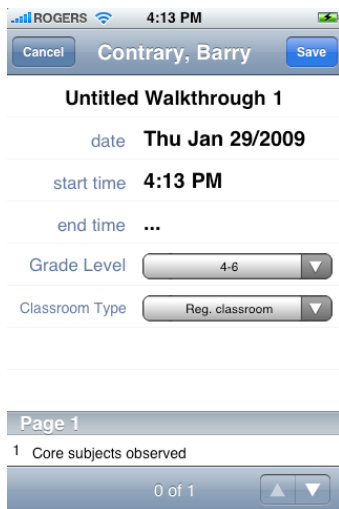 ROGERS 4:13 PM
Cancel Contrary, Barry Save
Untitled Walkthrough 1
date Thu Jan 29/2009
start time 4:13 PM
end time ...
Grade Level 4-6
Classroom Type Reg. classroom
Page 1
1 Core subjects observed
0 of 1